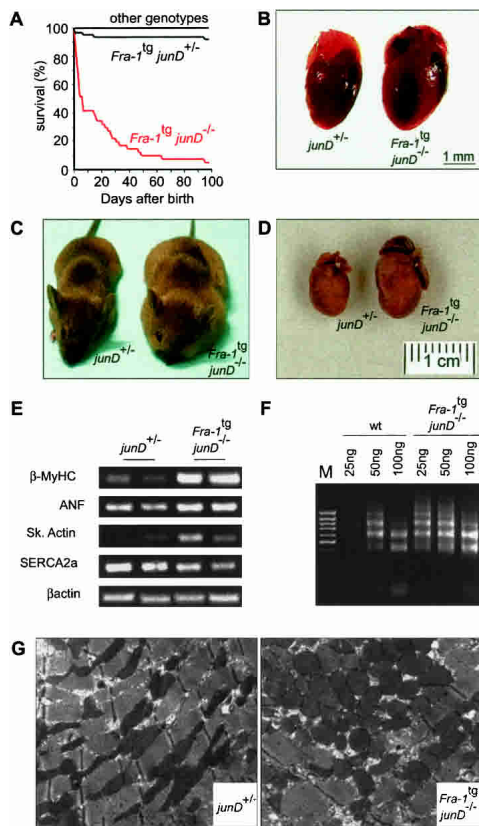 A
other genotypes
Fra-1tg junD+/-
Fra-1tg junD-/-
survival (%)
100
80
60
40
20
0
0 20 40 60 80 100
Days after birth
B
junD+/-
Fra-1tg
junD-/-
1 mm
C
junD+/-
Fra-1tg
junD-/-
D
junD+/-
Fra-1tg
junD-/-
1 cm
E
junD+/-
Fra-1tg
junD-/-
β-MyHC
ANF
Sk. Actin
SERCA2a
βactin
F
wt
Fra-1tg
junD-/-
M 25ng 50ng 100ng 25ng 50ng 100ng
G
junD+/-
Fra-1tg
junD-/-